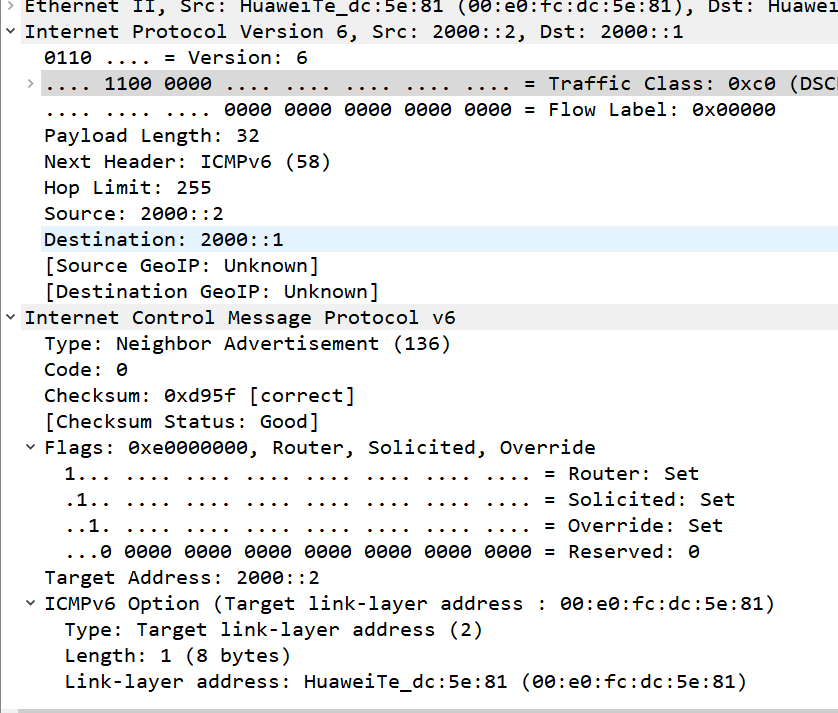 Ethernet II, Src: HuaweiTe_dc:5e:81 (00:e0:fc:dc:5e:81), Dst: Huawei
Internet Protocol Version 6, Src: 2000::2, Dst: 2000::1
0110 .... = Version: 6
.... 1100 0000 .... .... .... .... .... = Traffic Class: 0xc0 (DSC
.... .... .... 0000 0000 0000 0000 0000 = Flow Label: 0x00000
Payload Length: 32
Next Header: ICMPv6 (58)
Hop Limit: 255
Source: 2000::2
Destination: 2000::1
[Source GeoIP: Unknown]
[Destination GeoIP: Unknown]
Internet Control Message Protocol v6
Type: Neighbor Advertisement (136)
Code: 0
Checksum: 0xd95f [correct]
[Checksum Status: Good]
Flags: 0xe0000000, Router, Solicited, Override
1... .... .... .... .... .... .... .... = Router: Set
.1.. .... .... .... .... .... .... .... = Solicited: Set
..1. .... .... .... .... .... .... .... = Override: Set
...0 0000 0000 0000 0000 0000 0000 0000 = Reserved: 0
Target Address: 2000::2
ICMPv6 Option (Target link-layer address : 00:e0:fc:dc:5e:81)
Type: Target link-layer address (2)
Length: 1 (8 bytes)
Link-layer address: HuaweiTe_dc:5e:81 (00:e0:fc:dc:5e:81)